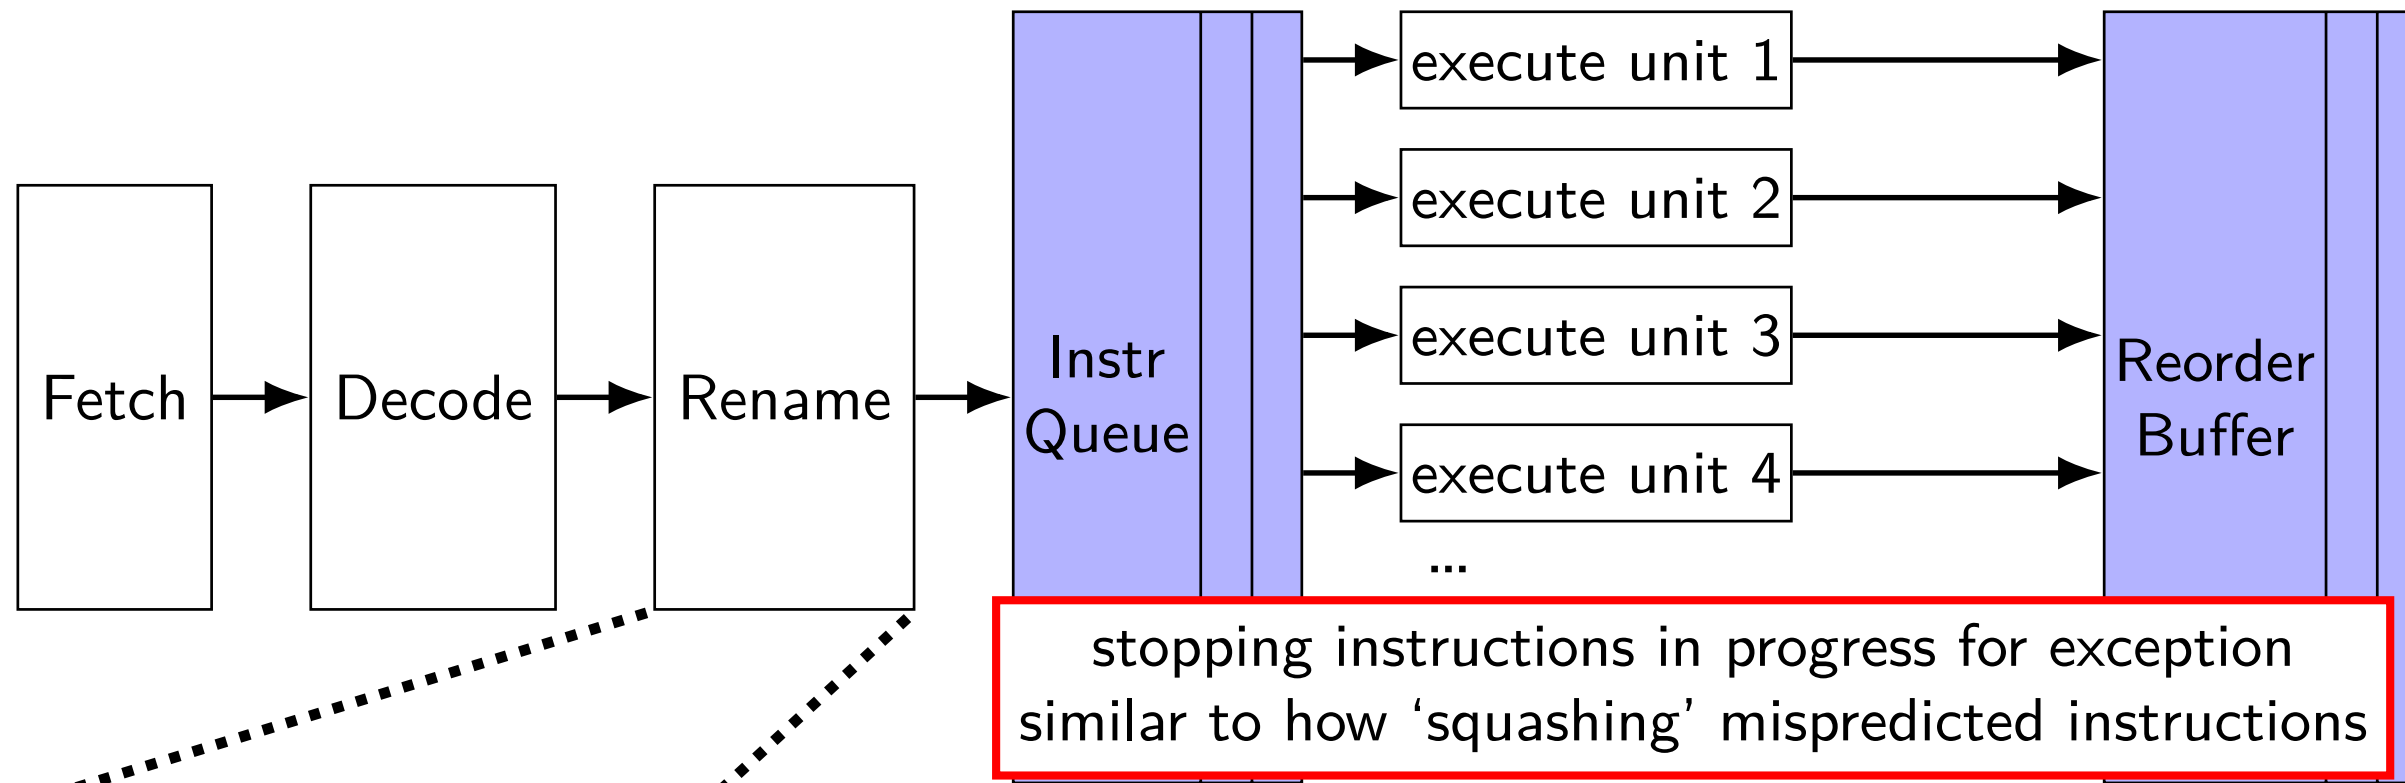 Fetch
Decode
Rename
Instr
Queue
execute unit 1
execute unit 2
execute unit 3
execute unit 4
...
Reorder
Buffer
stopping instructions in progress for exception
similar to how ‘squashing’ mispredicted instructions